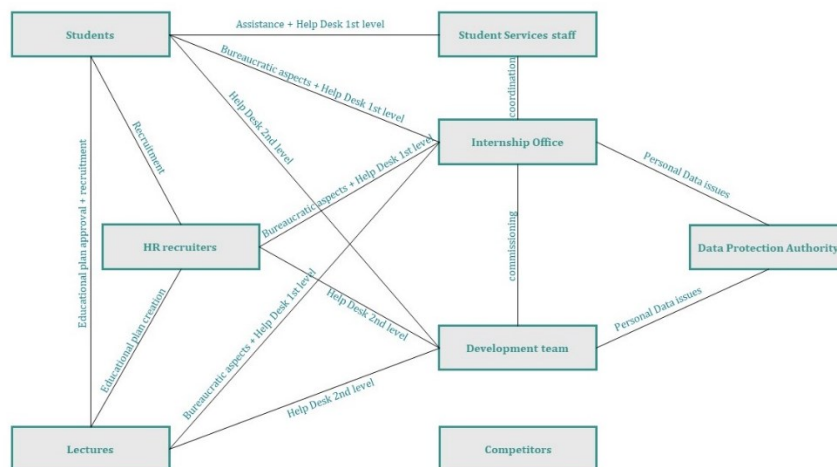 Students
Assistance + Help Desk 1st level
Student Services staff
Bureaucratic aspects + Help Desk 1st level
coordination
Help Desk 2nd level
Internship Office
Recruitment
Personal Data issues
Educational plan approval + recruitment
HR recruiters
Bureaucratic aspects + Help Desk 1st level
commissioning
Data Protection Authority
Educational plan creation
Help Desk 2nd level
Bureaucratic aspects + Help Desk 1st level
Personal Data issues
Development team
Help Desk 2nd level
Lectures
Competitors